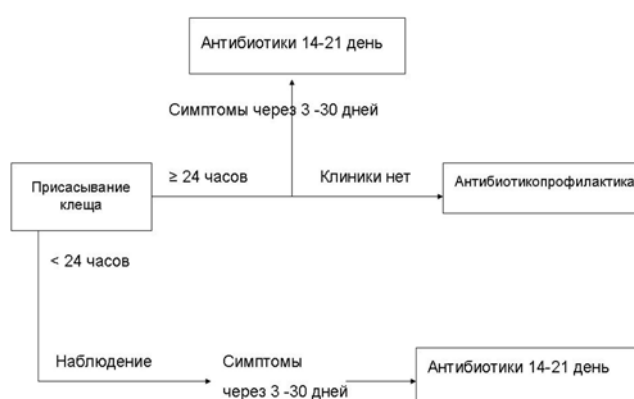 Антибиотики 14-21 день
Симптомы через 3 -30 дней
Присасывание
клеща
≥ 24 часов
Клиники нет
Антибиотикопрофилактика
< 24 часов
Наблюдение
Симптомы
через 3 -30 дней
Антибиотики 14-21 день